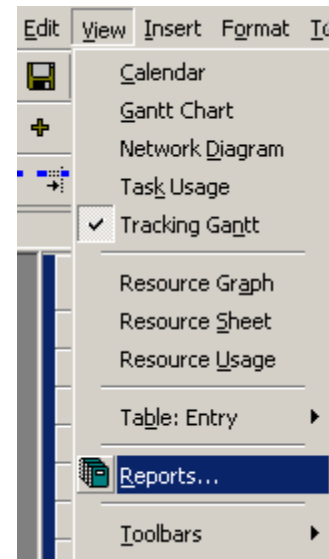 Edit View Insert Format
Calendar
Gantt Chart
Network Diagram
Task Usage
Tracking Gantt
Resource Graph
Resource Sheet
Resource Usage
Table: Entry
Reports...
Toolbars